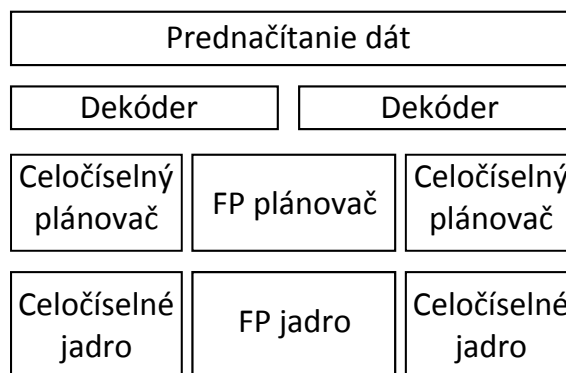 Prednačítanie dát
Dekóder
Dekóder
Celočíselný
plánovač
FP plánovač
Celočíselný
plánovač
Celočíselné
jadro
FP jadro
Celočíselné
jadro